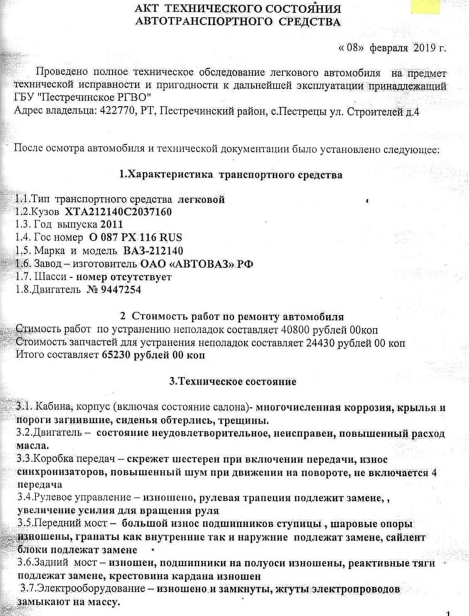 АКТ ТЕХНИЧЕСКОГО СОСТОЯНИЯ
АВТОТРАНСПОРТНОГО СРЕДСТВА
« 08» февраля 2019 г.
Проведено полное техническое обследование легкового автомобиля на предмет
технической исправности и пригодности к дальнейшей эксплуатации принадлежащий
ГБУ "Пестречинское РГВО"
Адрес владельца: 422770, РТ, Пестречинский район, с.Пестрецы ул. Строителей д.4
После осмотра автомобиля и технической документации было установлено следующее:
1.Характеристика транспортного средства
1.1.Тип транспортного средства легковой
1.2.Кузов ХТА212140С2037160
1.3. Год выпуска 2011
1.4. Гос номер О 087 РХ 116 RUS
1.5. Марка и модель ВАЗ-212140
1.6. Завод – изготовитель ОАО «АВТОВАЗ» РФ
1.7. Шасси - номер отсутствует
1.8.Двигатель № 9447254
2 Стоимость работ по ремонту автомобиля
Стимость работ по устранению неполадок составляет 40800 рублей 00коп
Стоимость запчастей для устранения неполадок составляет 24430 рублей 00 коп
Итого составляет 65230 рублей 00 коп
3.Техническое состояние
3.1. Кабина, корпус (включая состояние салона)- многочисленная коррозия, крылья и
пороги загнившие, сиденья обтерлись, трещины.
3.2.Двигатель – состояние неудовлетворительное, неисправен, повышенный расход
масла.
3.3.Коробка передач – скрежет шестерен при включении передачи, износ
синхронизаторов, повышенный шум при движении на повороте, не включается 4
передача
3.4.Рулевое управление – изношено, рулевая трапеция подлежит замене, ,
увеличение усилия для вращения руля
3.5.Передний мост – большой износ подшипников ступицы , шаровые опоры
изношены, гранаты как внутренние так и наружние подлежат замене, сайлент
блоки подлежат замене
3.6.Задний мост – изношен, подшипники на полуоси изношены, реактивные тяги
подлежат замене, крестовина кардана изношен
3.7.Электрооборудование – изношено и замкнуты, жгуты электропроводов
замыкают на массу.
1